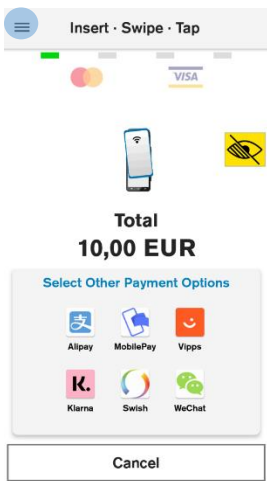 Insert · Swipe · Tap
VISA
Total
10,00 EUR
Select Other Payment Options
支
Alipay MobilePay Vipps
K.
Klarna Swish WeChat
Cancel